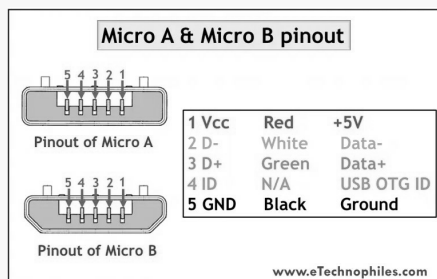 Micro A & Micro B pinout
5 4 3 2 1
Pinout of Micro A
5 4 3 2 1
Pinout of Micro B
1 Vcc Red +5V
2 D- White Data-
3 D+ Green Data+
4 ID N/A USB OTG ID
5 GND Black Ground
www.eTechnophiles.com